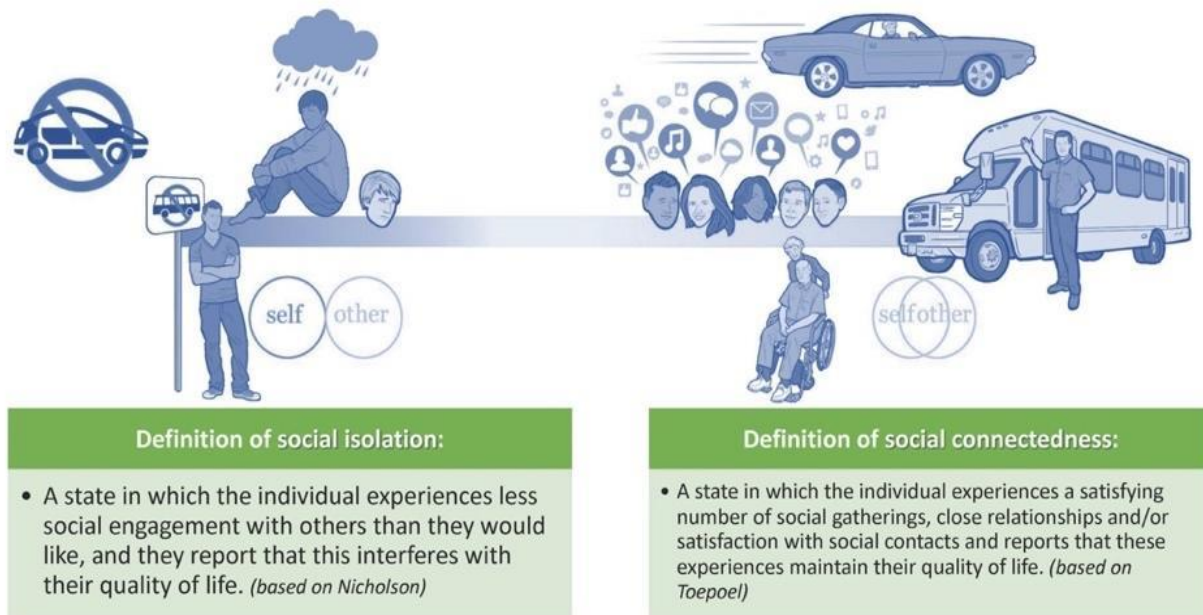 self other
selfother
Definition of social isolation:
• A state in which the individual experiences less
social engagement with others than they would
like, and they report that this interferes with
their quality of life. (based on Nicholson)
Definition of social connectedness:
• A state in which the individual experiences a satisfying
number of social gatherings, close relationships and/or
satisfaction with social contacts and reports that these
experiences maintain their quality of life. (based on
Toepoel)